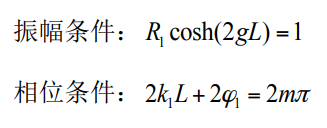 振幅条件：R₁ cosh(2gL) = 1
相位条件：2k₁L + 2φ₁ = 2mπ